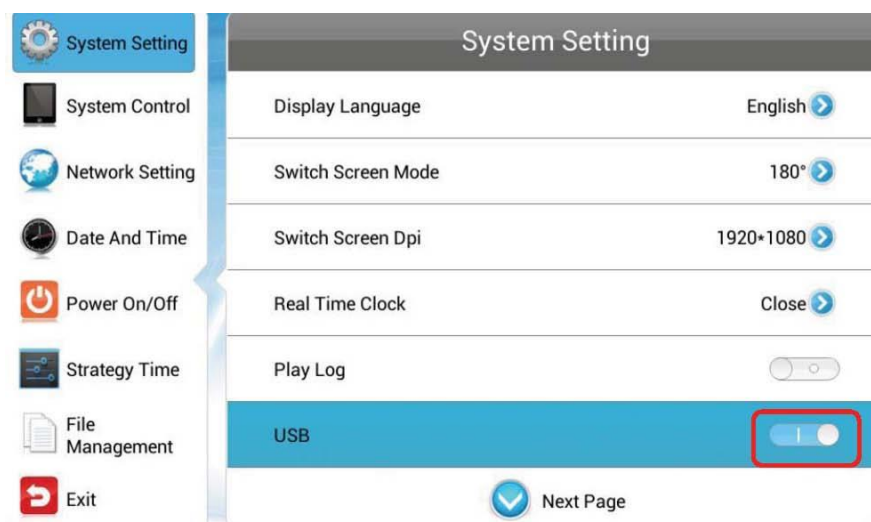 System Setting
System Control
Network Setting
Date And Time
Power On/Off
Strategy Time
File
Management
Exit
System Setting
Display Language English
Switch Screen Mode 180°
Switch Screen Dpi 1920*1080
Real Time Clock Close
Play Log
USB
Next Page